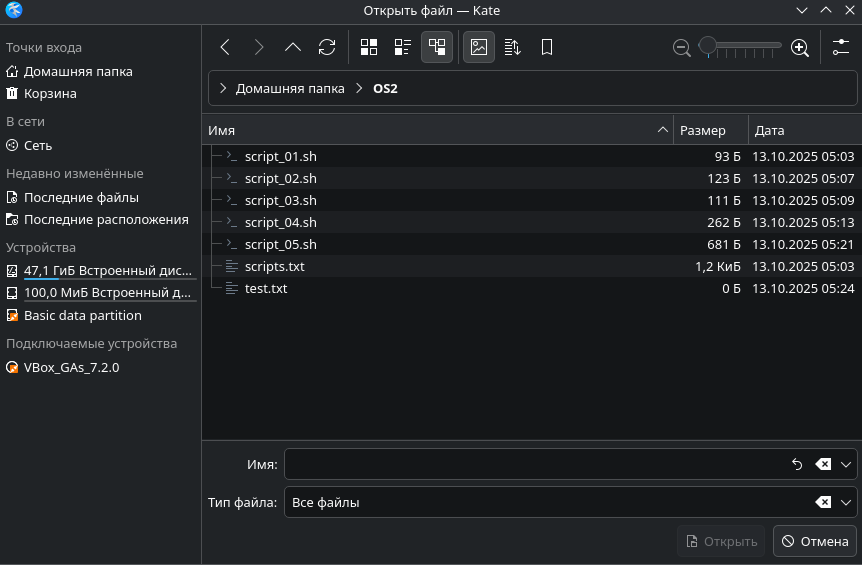 Открыть файл — Kate
Точки входа
Домашняя папка
Корзина
В сети
Сеть
Недавно изменённые
Последние файлы
Последние расположения
Устройства
47,1 ГиБ Встроенный дис...
100,0 МиБ Встроенный д...
Basic data partition
Подключаемые устройства
VBox_GAs_7.2.0
Домашняя папка OS2
Имя Размер Дата
script_01.sh 93 Б 13.10.2025 05:03
script_02.sh 123 Б 13.10.2025 05:07
script_03.sh 111 Б 13.10.2025 05:09
script_04.sh 262 Б 13.10.2025 05:13
script_05.sh 681 Б 13.10.2025 05:21
scripts.txt 1,2 КиБ 13.10.2025 05:03
test.txt 0 Б 13.10.2025 05:24
Имя:
Тип файла: Все файлы
Открыть Отмена